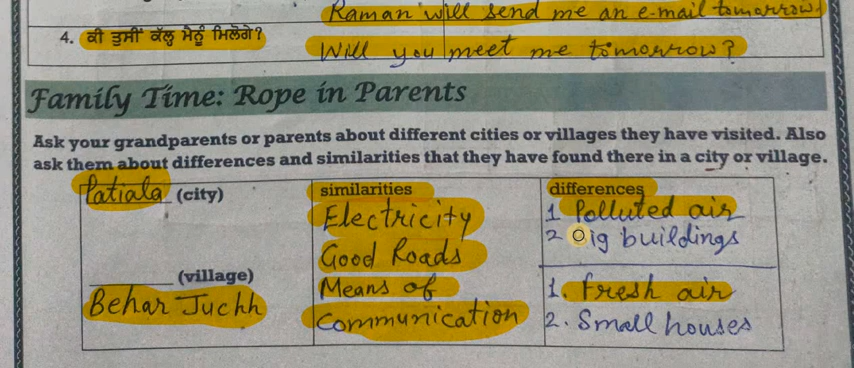 Raman will send me an e-mail tomorrow.
4. ਕੀ ਤੁਸੀਂ ਕੱਲ੍ਹ ਮੈਨੂੰ ਮਿਲੋਗੇ?
Will you meet me tomorrow?
Family Time: Rope in Parents
Ask your grandparents or parents about different cities or villages they have visited. Also
ask them about differences and similarities that they have found there in a city or village.
Patiala (city)
(village)
Behar Juchh
similarities
Electricity
Good Roads
Means of
Communication
differences
1 Polluted air
2 Big buildings
1. Fresh air
2. Small houses